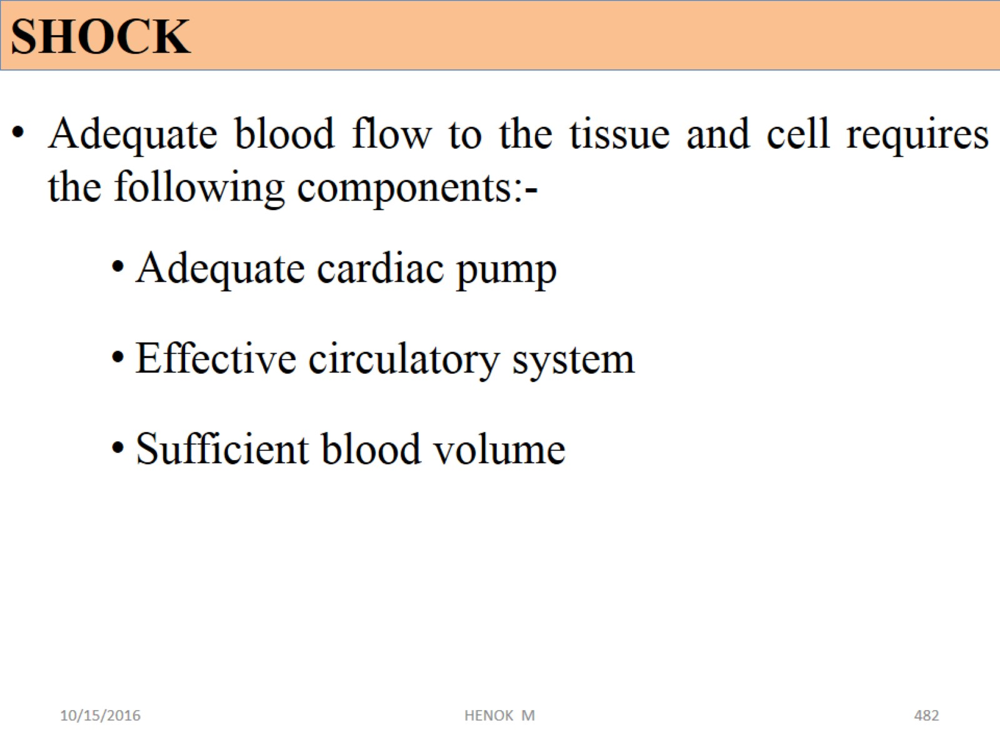 SHOCK
• Adequate blood flow to the tissue and cell requires
the following components:-
• Adequate cardiac pump
• Effective circulatory system
• Sufficient blood volume
10/15/2016 HENOK M 482